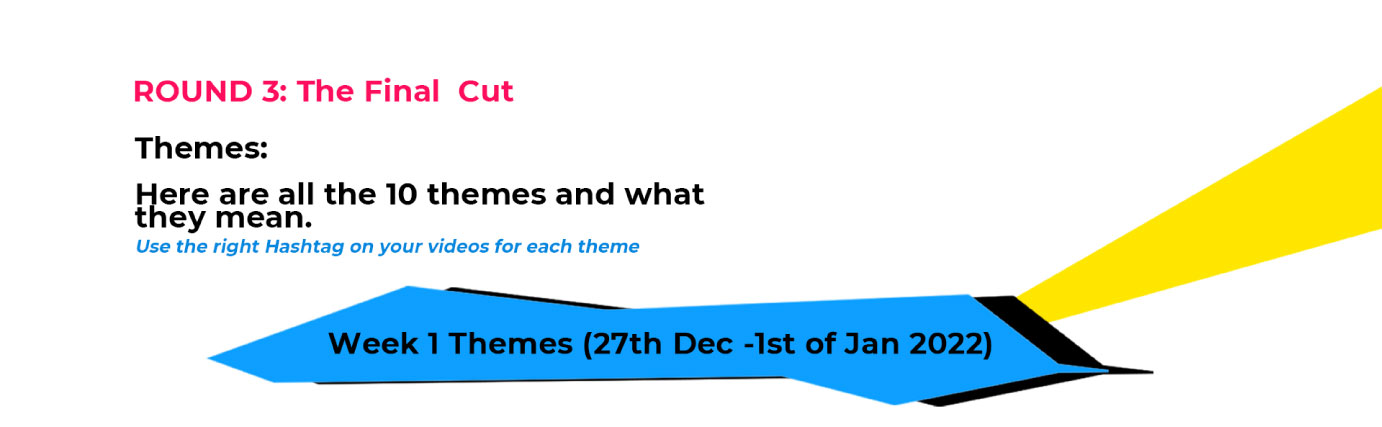 ROUND 3: The Final  Cut
Themes:
Here are all the 10 themes and what
they mean.
Use the right Hashtag on your videos for each theme
Week 1 Themes (27th Dec -1st of Jan 2022)